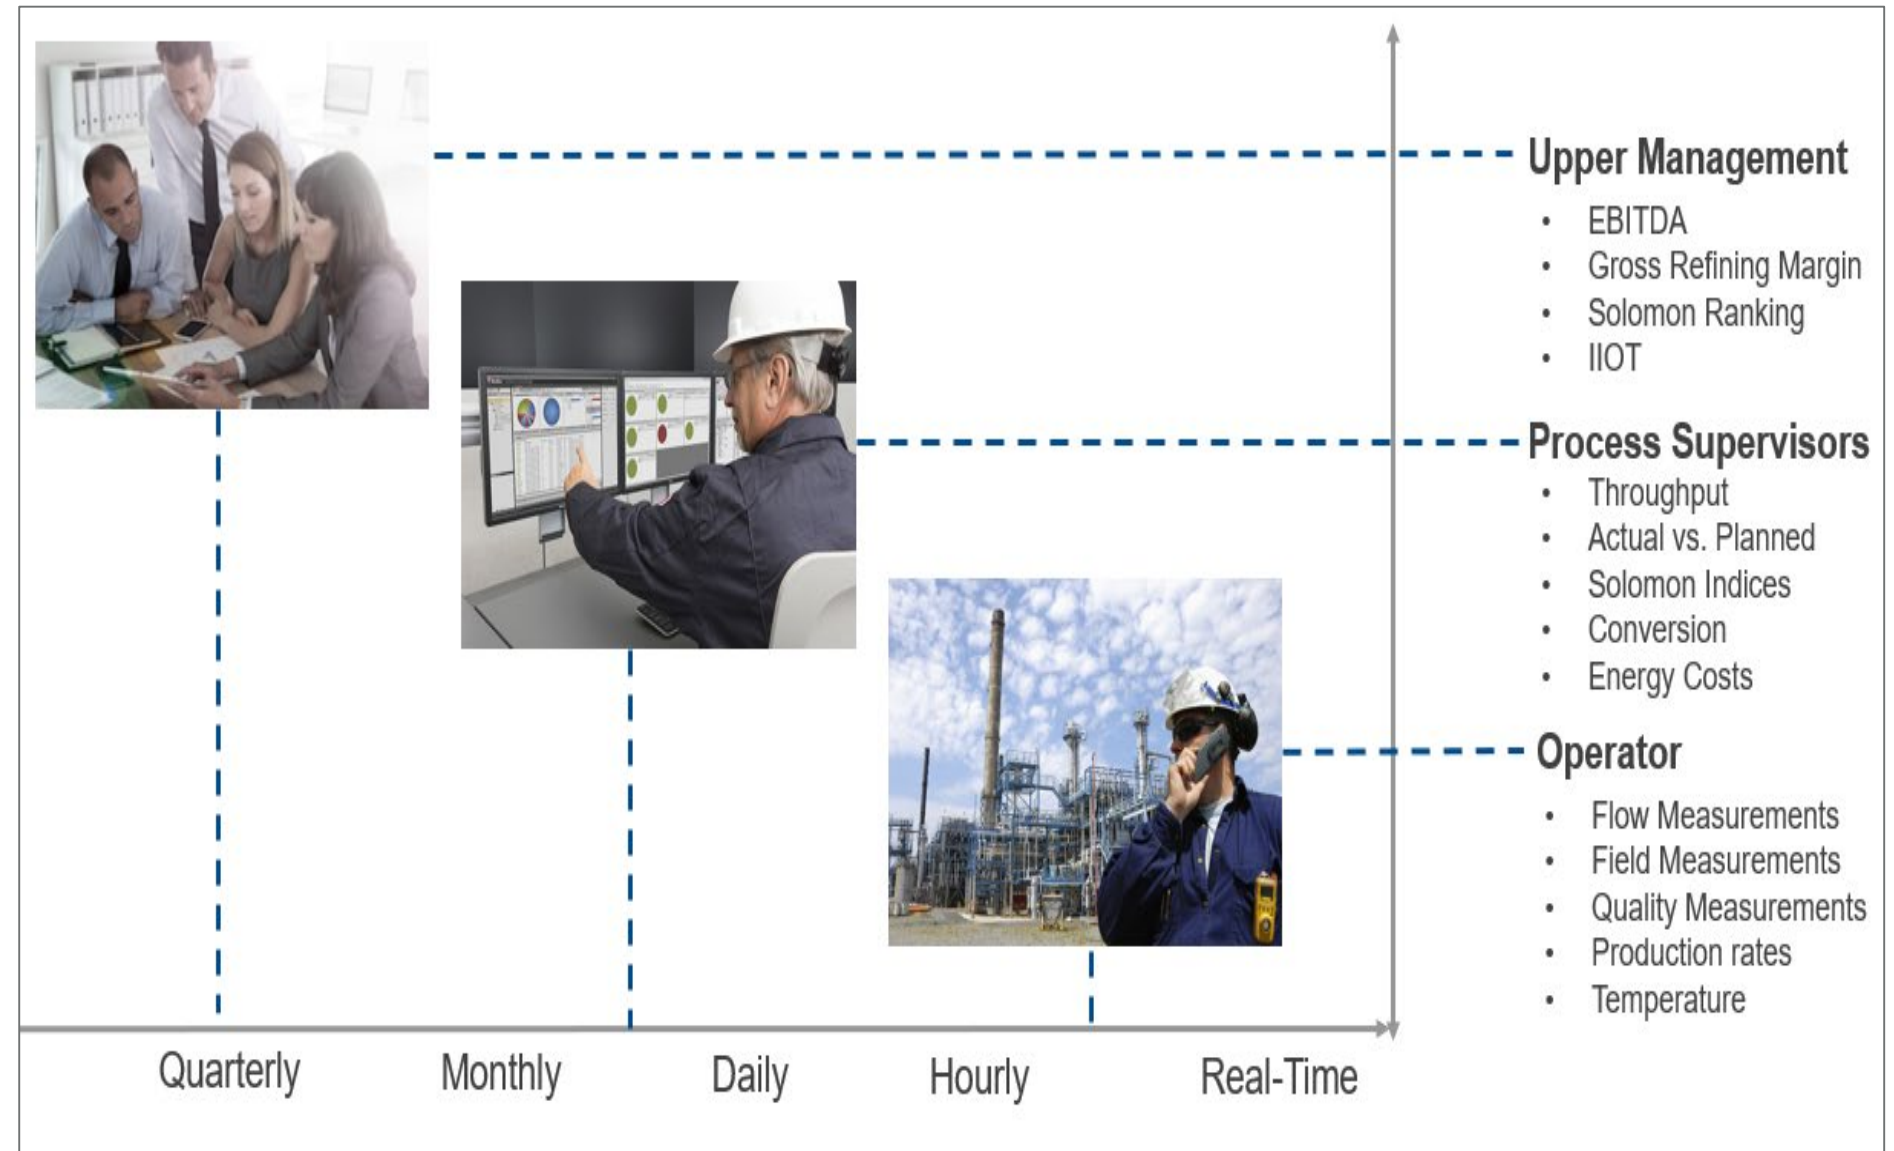 Upper Management
• EBITDA
• Gross Refining Margin
• Solomon Ranking
• IIOT
Process Supervisors
• Throughput
• Actual vs. Planned
• Solomon Indices
• Conversion
• Energy Costs
Operator
• Flow Measurements
• Field Measurements
• Quality Measurements
• Production rates
• Temperature
Quarterly Monthly Daily Hourly Real-Time